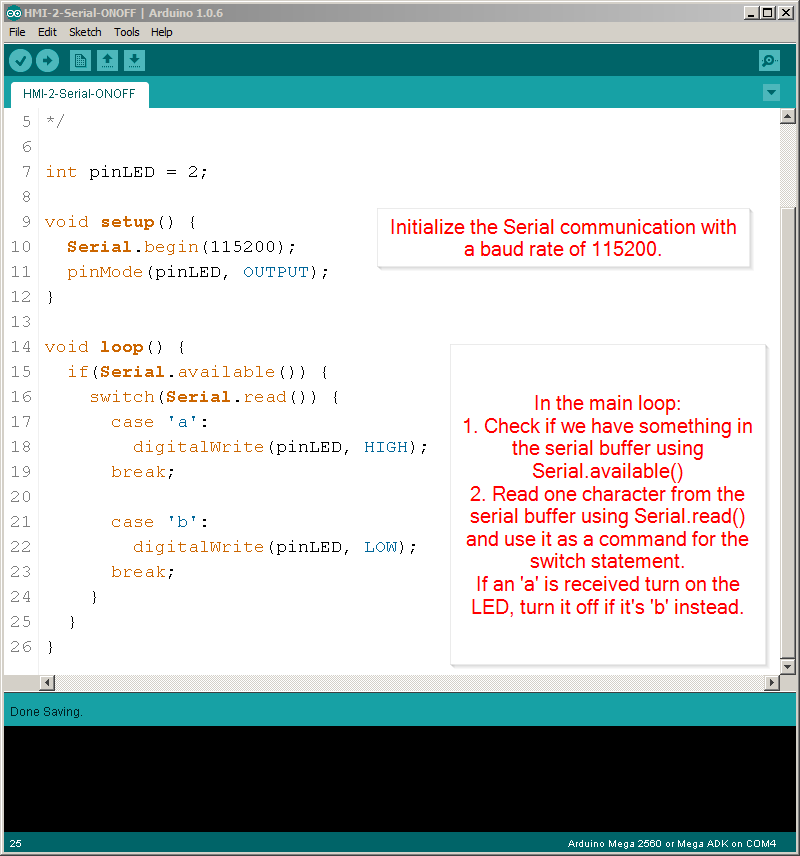 HMI-2-Serial-ONOFF | Arduino 1.0.6
File Edit Sketch Tools Help
HMI-2-Serial-ONOFF
5 */
6
7 int pinLED = 2;
8
9 void setup() {
10 Serial.begin(115200);
11 pinMode(pinLED, OUTPUT);
12 }
13
14 void loop() {
15 if(Serial.available()) {
16 switch(Serial.read()) {
17 case 'a':
18 digitalWrite(pinLED, HIGH);
19 break;
20
21 case 'b':
22 digitalWrite(pinLED, LOW);
23 break;
24 }
25 }
26 }
Initialize the Serial communication with
a baud rate of 115200.
In the main loop:
1. Check if we have something in
the serial buffer using
Serial.available()
2. Read one character from the
serial buffer using Serial.read()
and use it as a command for the
switch statement.
If an 'a' is received turn on the
LED, turn it off if it's 'b' instead.
Done Saving.
25 Arduino Mega 2560 or Mega ADK on COM4